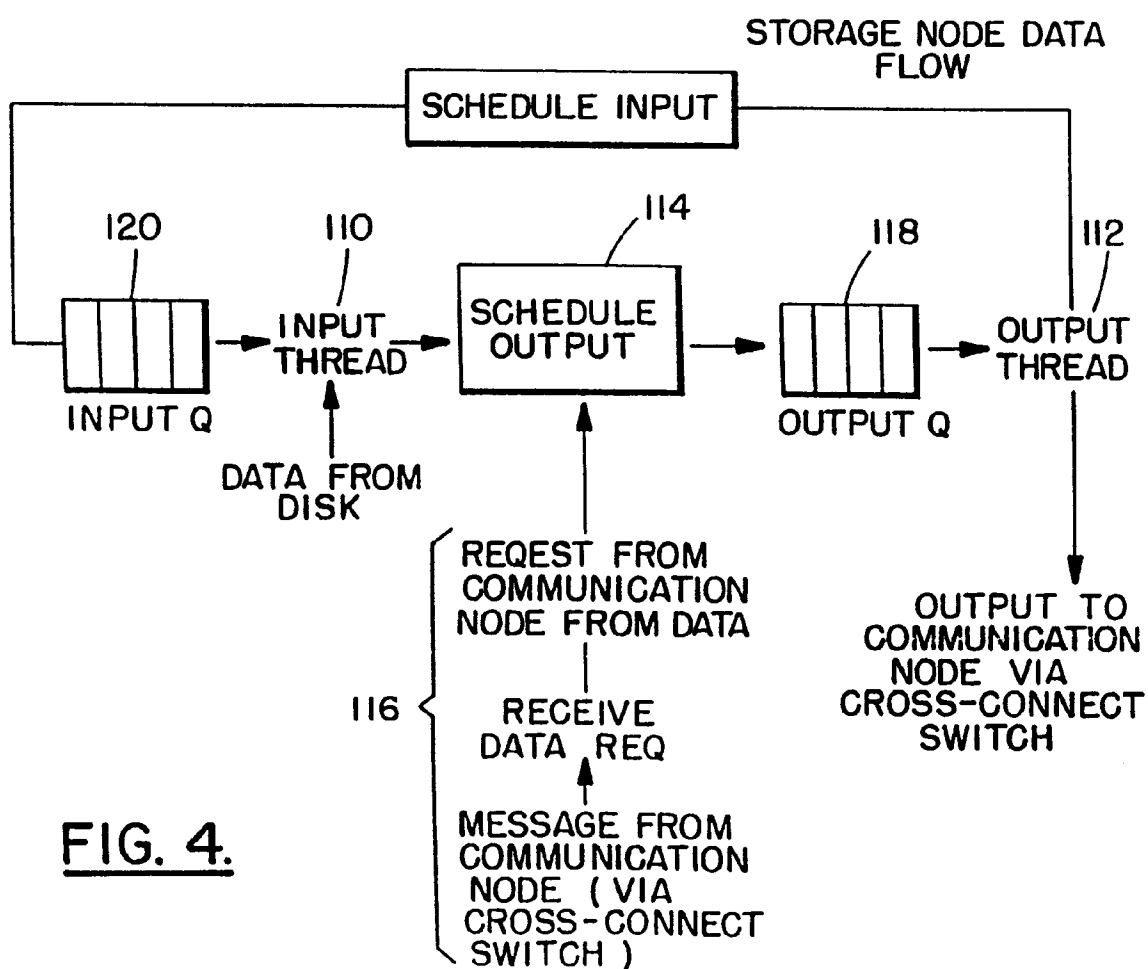 STORAGE NODE DATA
FLOW
SCHEDULE INPUT
120
110
114
118
112
INPUT
THREAD
SCHEDULE
OUTPUT
OUTPUT
THREAD
INPUT Q
OUTPUT Q
DATA FROM
DISK
116
REQEST FROM
COMMUNICATION
NODE FROM DATA
RECEIVE
DATA REQ
MESSAGE FROM
COMMUNICATION
NODE (VIA
CROSS-CONNECT
SWITCH)
OUTPUT TO
COMMUNICATION
NODE VIA
CROSS-CONNECT
SWITCH
FIG. 4.